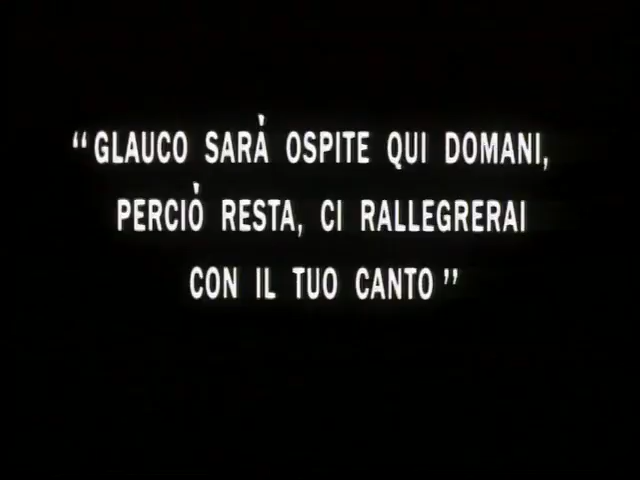 “GLAUCO SARÀ OSPITE QUI DOMANI,
PERCIÒ RESTA, CI RALLEGRERAI
CON IL TUO CANTO”